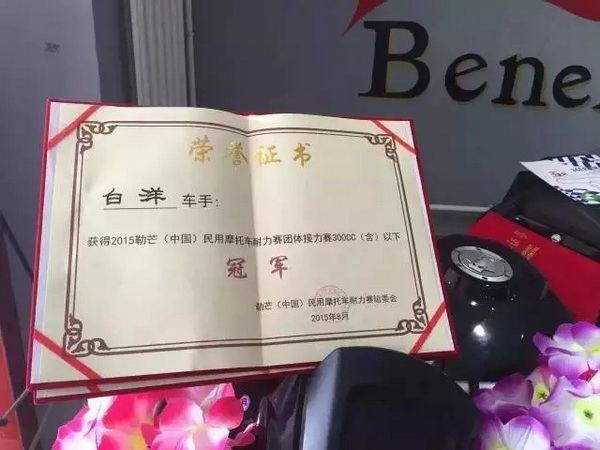 Bene
荣誉证书
白洋 车手：
获得2015勒芒（中国）民用摩托车耐力赛团体接力赛300CC（含）以下
冠军
勒芒（中国）民用摩托车耐力赛组委会
2015年8月